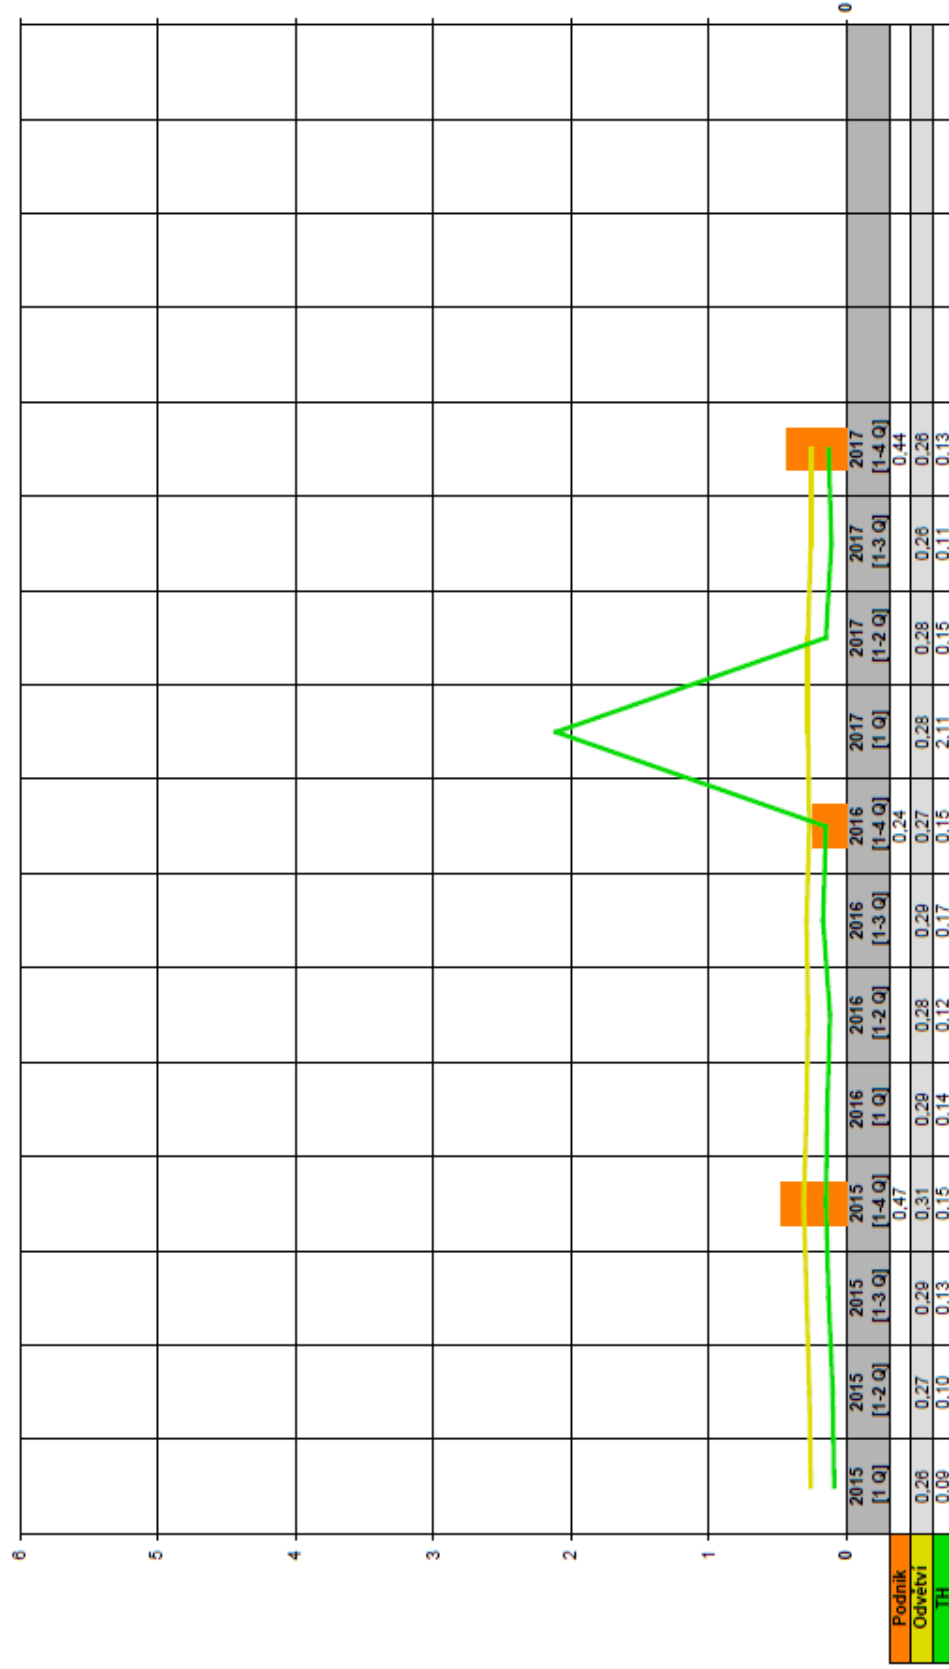 6
5
4
3
2
1
0
0
2015 2015 2015 2015 2016 2016 2016 2016 2017 2017 2017 2017
[1 Q] [1-2 Q] [1-3 Q] [1-4 Q] [1 Q] [1-2 Q] [1-3 Q] [1-4 Q] [1 Q] [1-2 Q] [1-3 Q] [1-4 Q]
Podnik 0,47 0,24 0,44
Odvětví 0,26 0,27 0,29 0,31 0,29 0,28 0,29 0,27 0,28 0,28 0,26 0,26
TH 0,09 0,10 0,13 0,15 0,14 0,12 0,17 0,15 2,11 0,15 0,11 0,13